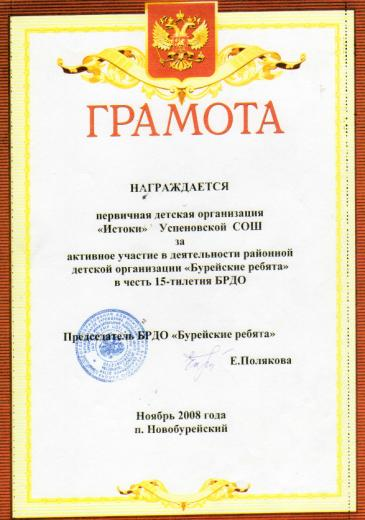 ГРАМОТА
НАГРАЖДАЕТСЯ
первичная детская организация
«Истоки» Успеновской СОШ
за
активное участие в деятельности районной
детской организации «Бурейские ребята»
в честь 15-тилетия БРДО
Председатель БРДО «Бурейские ребята»
Е.Полякова
Ноябрь 2008 года
п. Новобурейский